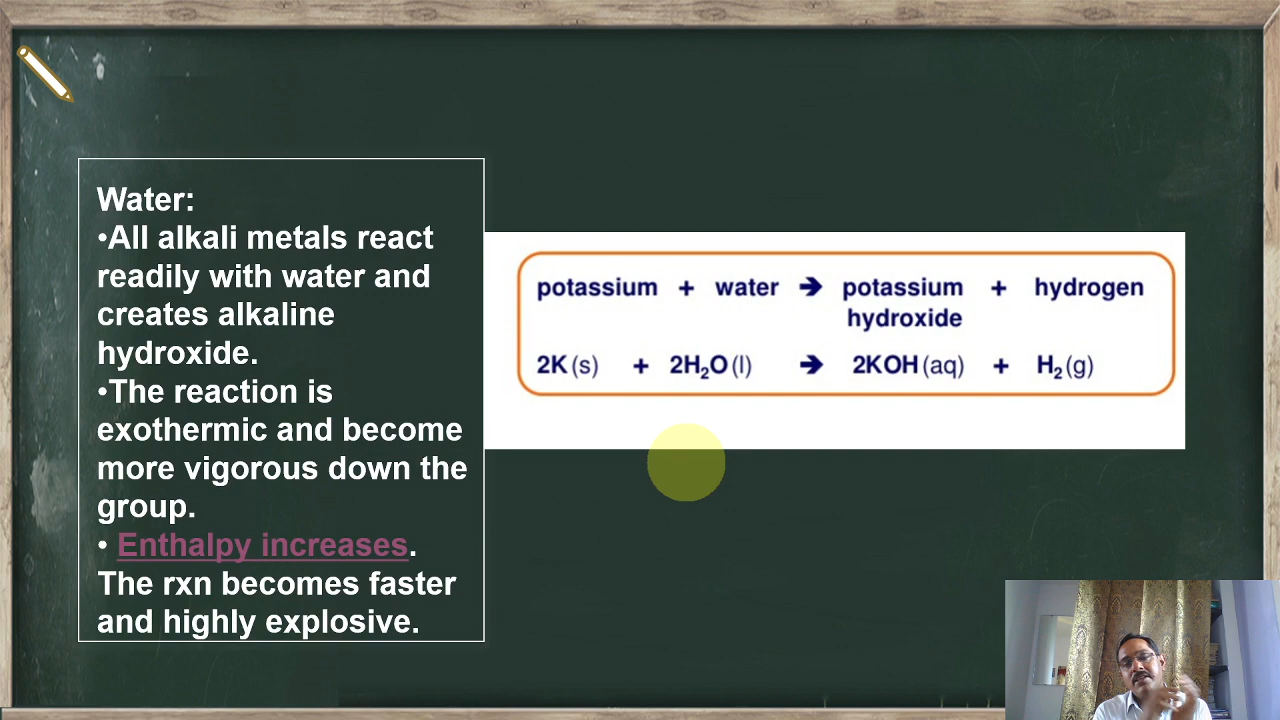 Water:
•All alkali metals react
readily with water and
creates alkaline
hydroxide.
•The reaction is
exothermic and become
more vigorous down the
group.
• Enthalpy increases.
The rxn becomes faster
and highly explosive.
potassium + water ➔ potassium + hydrogen
hydroxide
2K (s) + 2H₂O (l) ➔ 2KOH (aq) + H₂ (g)